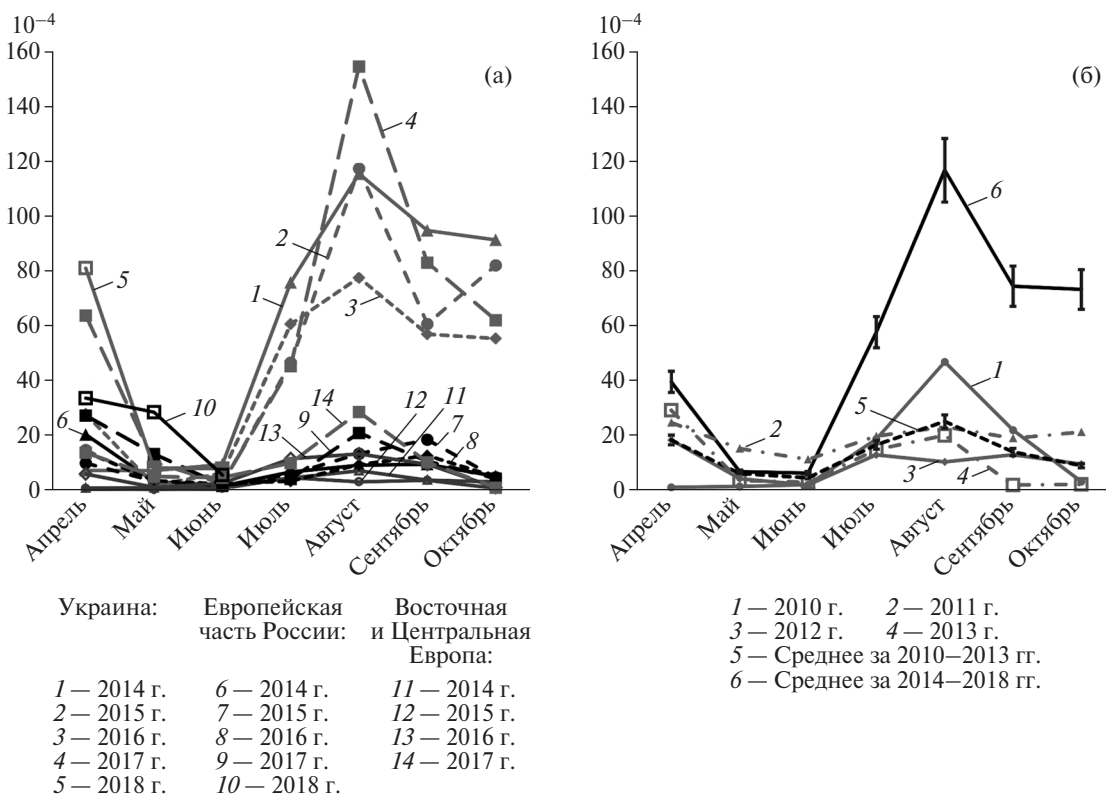 10–4
160
140
120
100
80
60
40
20
0
(а)
1
2
3
4
5
6
7
8
9
10
11
12
13
14
Апрель
Май
Июнь
Июль
Август
Сентябрь
Октябрь
Украина:
1 — 2014 г.
2 — 2015 г.
3 — 2016 г.
4 — 2017 г.
5 — 2018 г.
Европейская
часть России:
6 — 2014 г.
7 — 2015 г.
8 — 2016 г.
9 — 2017 г.
10 — 2018 г.
Восточная
и Центральная
Европа:
11 — 2014 г.
12 — 2015 г.
13 — 2016 г.
14 — 2017 г.
10–4
160
140
120
100
80
60
40
20
0
(б)
6
1
5
2
3
4
Апрель
Май
Июнь
Июль
Август
Сентябрь
Октябрь
1 — 2010 г. 2 — 2011 г.
3 — 2012 г. 4 — 2013 г.
5 — Среднее за 2010–2013 гг.
6 — Среднее за 2014–2018 гг.